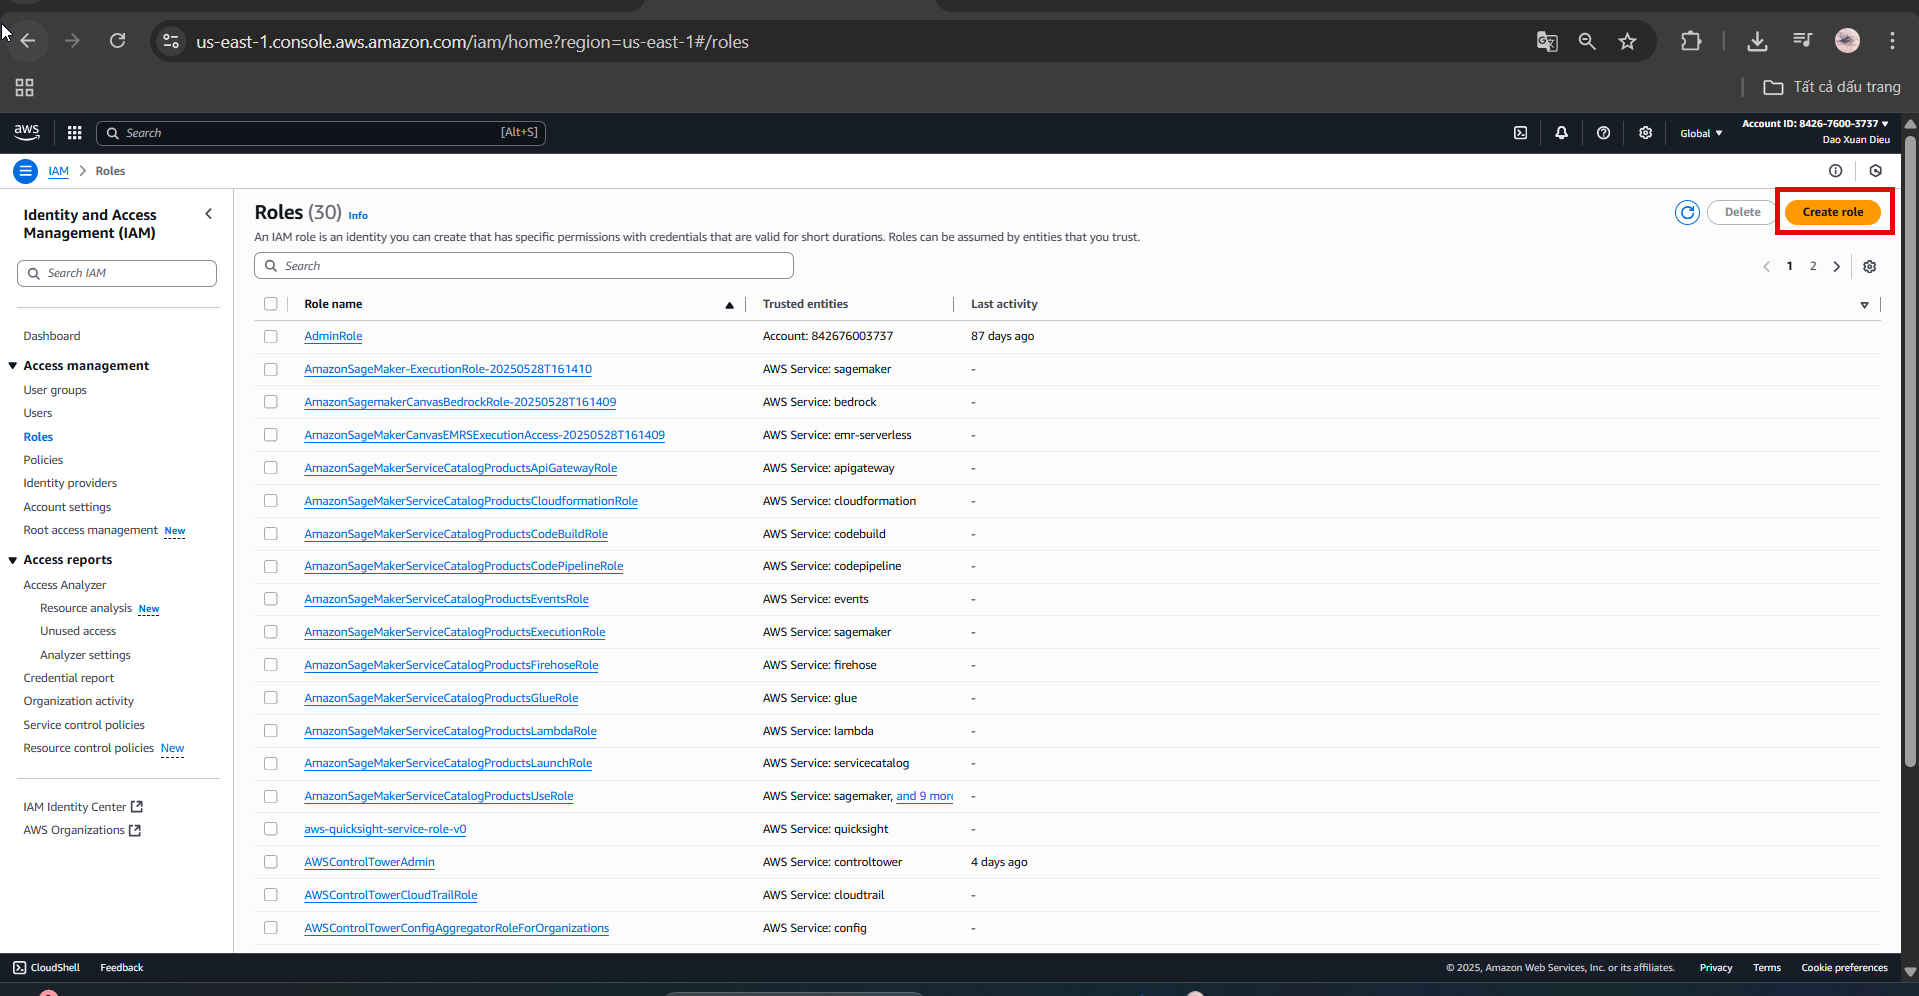 us-east-1.console.aws.amazon.com/iam/home?region=us-east-1#/roles
Tất cả dấu trang
aws
Search [Alt+S]
Global
Account ID: 8426-7600-3737
Dao Xuan Dieu
IAM > Roles
Identity and Access Management (IAM)
Search IAM
Dashboard
Access management
User groups
Users
Roles
Policies
Identity providers
Account settings
Root access management New
Access reports
Access Analyzer
Resource analysis New
Unused access
Analyzer settings
Credential report
Organization activity
Service control policies
Resource control policies New
IAM Identity Center
AWS Organizations
Roles (30) Info
Delete
Create role
An IAM role is an identity you can create that has specific permissions with credentials that are valid for short durations. Roles can be assumed by entities that you trust.
Search
1 2
Role name Trusted entities Last activity
AdminRole Account: 842676003737 87 days ago
AmazonSageMaker-ExecutionRole-20250528T161410 AWS Service: sagemaker -
AmazonSagemakerCanvasBedrockRole-20250528T161409 AWS Service: bedrock -
AmazonSageMakerCanvasEMRSExecutionAccess-20250528T161409 AWS Service: emr-serverless -
AmazonSageMakerServiceCatalogProductsApiGatewayRole AWS Service: apigateway -
AmazonSageMakerServiceCatalogProductsCloudformationRole AWS Service: cloudformation -
AmazonSageMakerServiceCatalogProductsCodeBuildRole AWS Service: codebuild -
AmazonSageMakerServiceCatalogProductsCodePipelineRole AWS Service: codepipeline -
AmazonSageMakerServiceCatalogProductsEventsRole AWS Service: events -
AmazonSageMakerServiceCatalogProductsExecutionRole AWS Service: sagemaker -
AmazonSageMakerServiceCatalogProductsFirehoseRole AWS Service: firehose -
AmazonSageMakerServiceCatalogProductsGlueRole AWS Service: glue -
AmazonSageMakerServiceCatalogProductsLambdaRole AWS Service: lambda -
AmazonSageMakerServiceCatalogProductsLaunchRole AWS Service: servicecatalog -
AmazonSageMakerServiceCatalogProductsUseRole AWS Service: sagemaker, and 9 more -
aws-quicksight-service-role-v0 AWS Service: quicksight -
AWSControlTowerAdmin AWS Service: controltower 4 days ago
AWSControlTowerCloudTrailRole AWS Service: cloudtrail -
AWSControlTowerConfigAggregatorRoleForOrganizations AWS Service: config -
CloudShell Feedback © 2025, Amazon Web Services, Inc. or its affiliates. Privacy Terms Cookie preferences